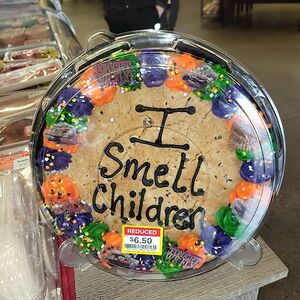 I
Smell
Children
REDUCED
$6.50